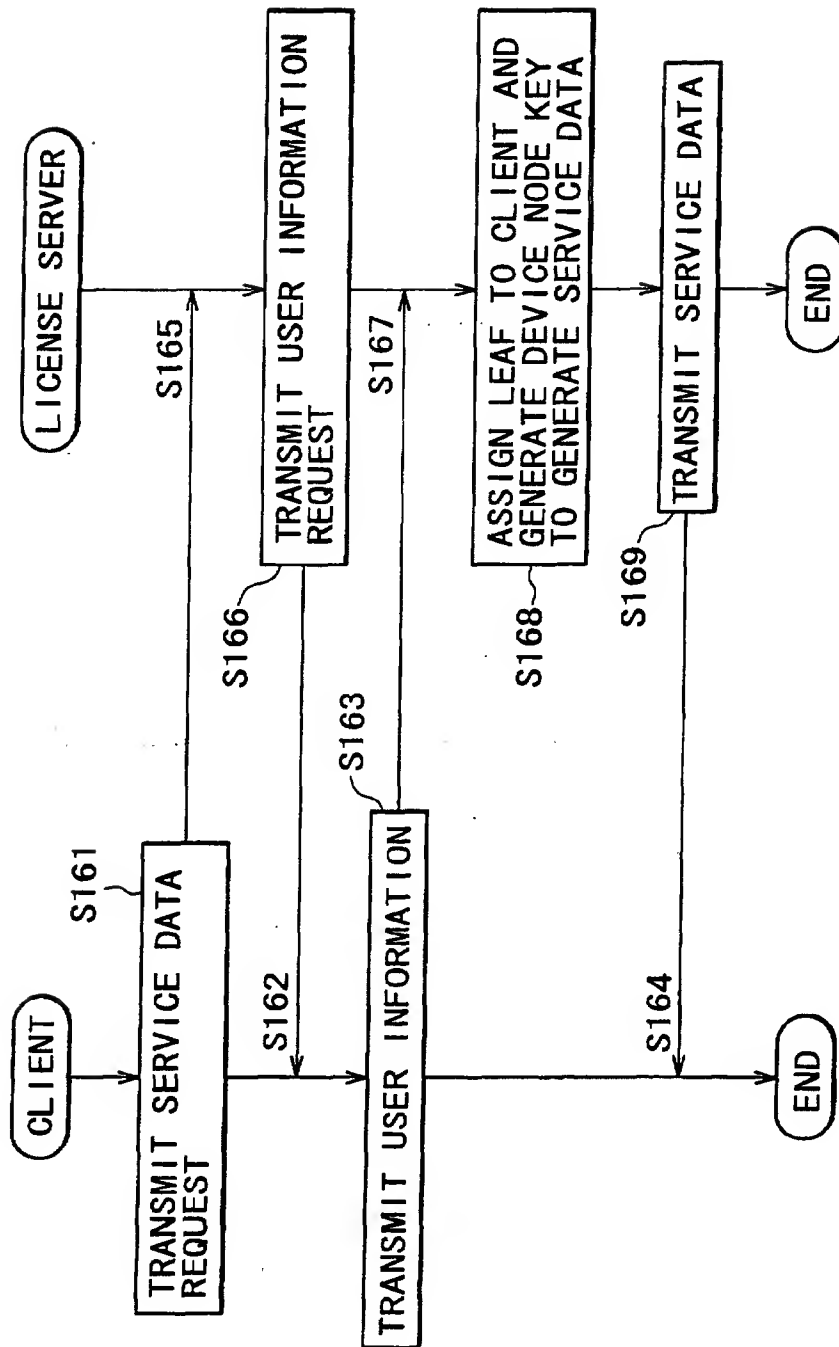 CLIENT
LICENSE SERVER
S161
TRANSMIT SERVICE DATA
REQUEST
S165
S166
TRANSMIT USER INFORMATION
REQUEST
S162
S163
TRANSMIT USER INFORMATION
S167
S168
ASSIGN LEAF TO CLIENT AND
GENERATE DEVICE NODE KEY
TO GENERATE SERVICE DATA
S169
TRANSMIT SERVICE DATA
S164
END
END